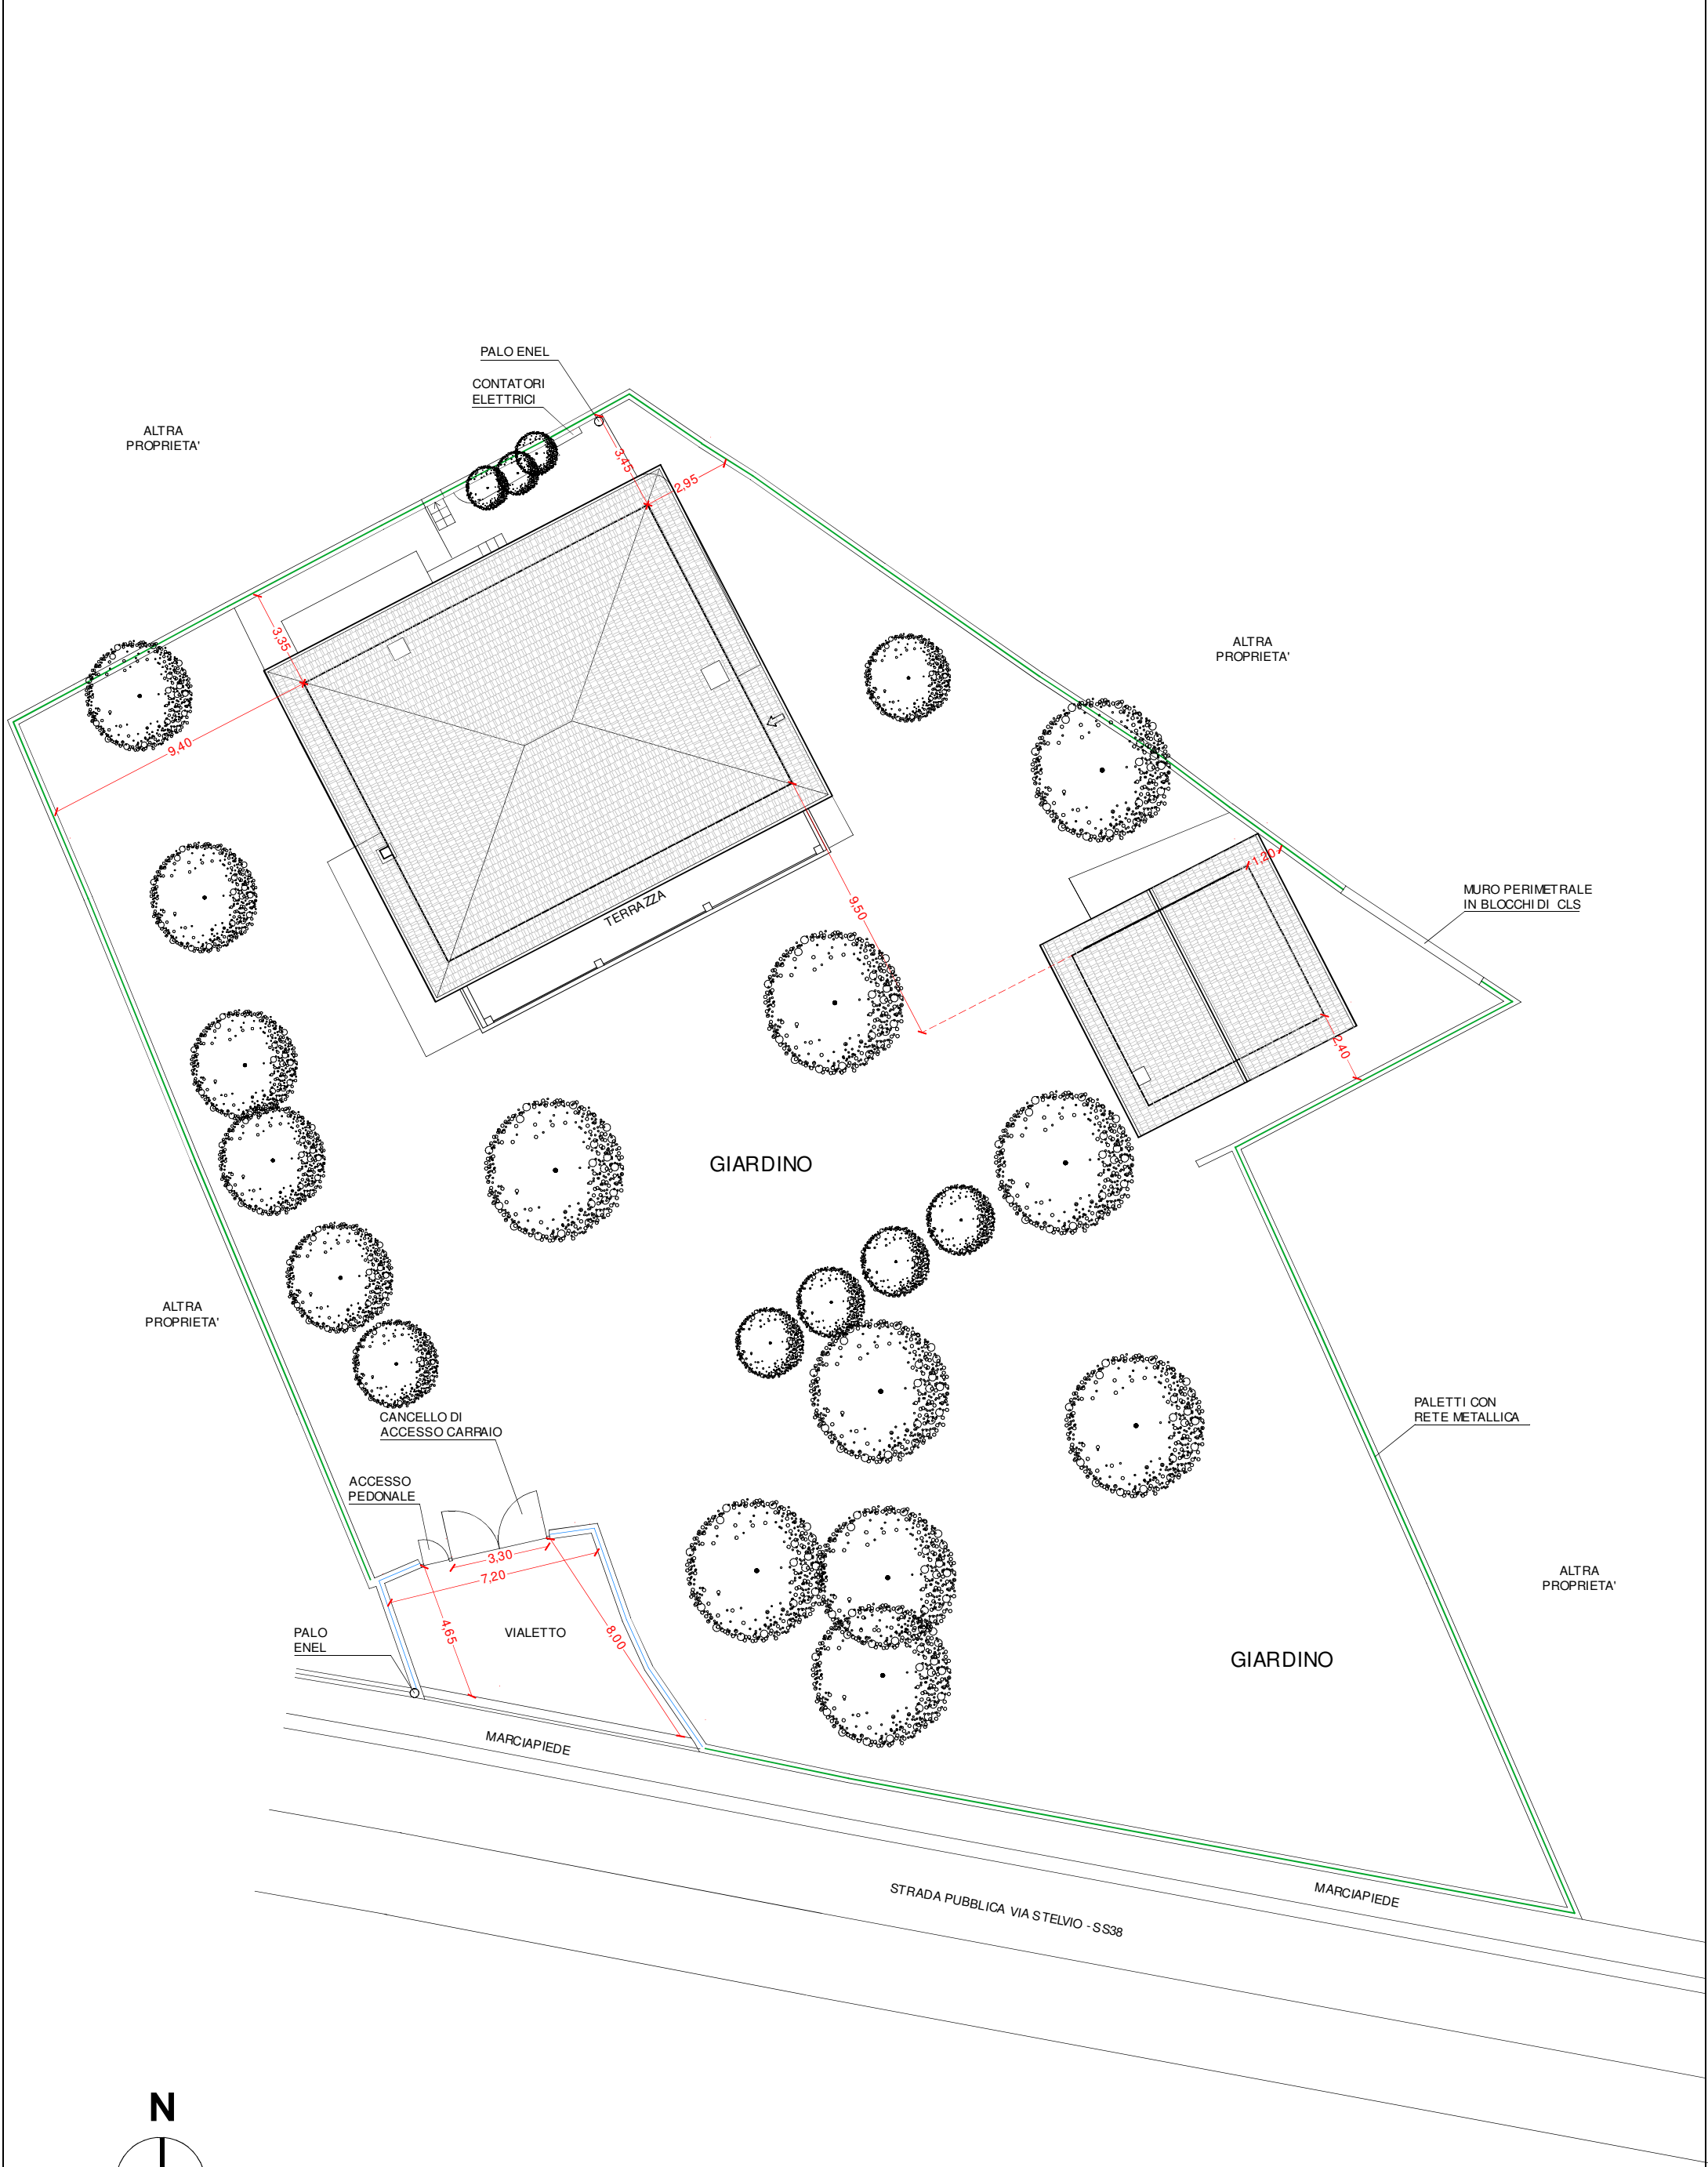 PALO ENEL
CONTATORI
ELETTRICI
ALTRA
PROPRIETA'
3,45
2,95
3,35
ALTRA
PROPRIETA'
9,40
1,20
MURO PERIMETRALE
IN BLOCCHI DI CLS
TERRAZZA
9,50
2,40
GIARDINO
ALTRA
PROPRIETA'
PALETTI CON
RETE METALLICA
CANCELLO DI
ACCESSO CARRAIO
ACCESSO
PEDONALE
3,30
7,20
ALTRA
PROPRIETA'
PALO
ENEL
4,65
VIALETTO
8,00
GIARDINO
MARCIAPIEDE
MARCIAPIEDE
STRADA PUBBLICA VIA STELVIO - SS38
N